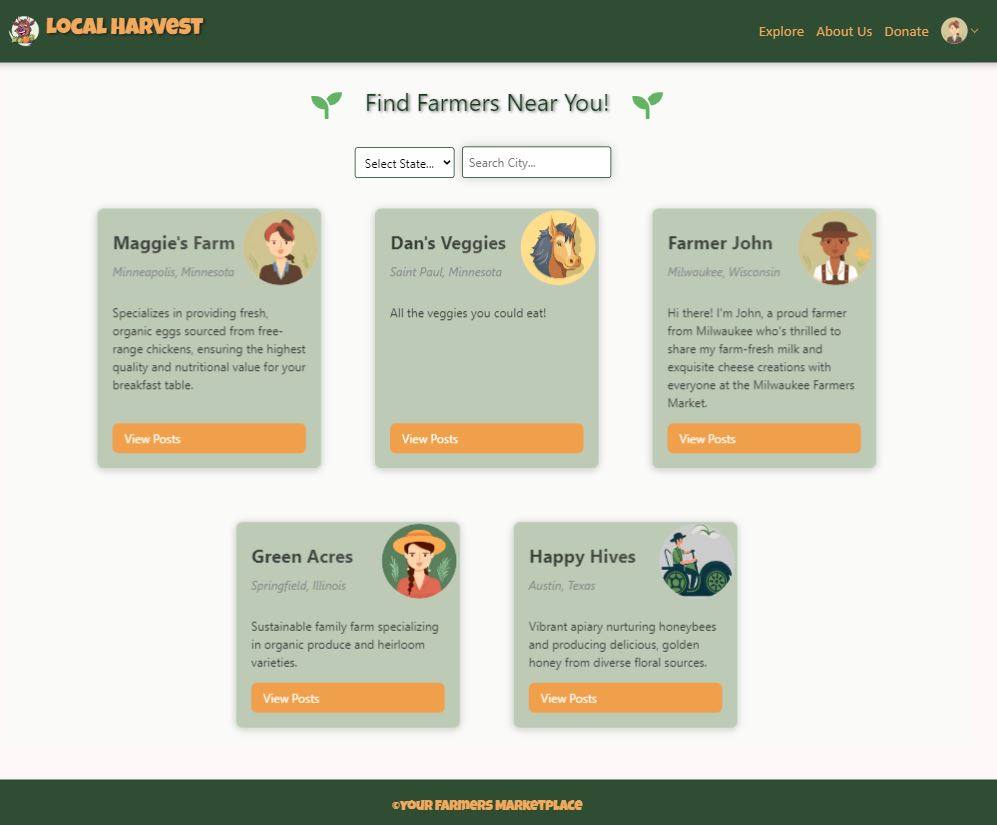 LOCAL HARVEST
Explore About Us Donate
Find Farmers Near You!
Select State... Search City...
Maggie's Farm
Minneapolis, Minnesota
Specializes in providing fresh,
organic eggs sourced from free-
range chickens, ensuring the highest
quality and nutritional value for your
breakfast table.
View Posts
Dan's Veggies
Saint Paul, Minnesota
All the veggies you could eat!
View Posts
Farmer John
Milwaukee, Wisconsin
Hi there! I'm John, a proud farmer
from Milwaukee who's thrilled to
share my farm-fresh milk and
exquisite cheese creations with
everyone at the Milwaukee Farmers
Market.
View Posts
Green Acres
Springfield, Illinois
Sustainable family farm specializing
in organic produce and heirloom
varieties.
View Posts
Happy Hives
Austin, Texas
Vibrant apiary nurturing honeybees
and producing delicious, golden
honey from diverse floral sources.
View Posts
©Your Farmers Marketplace